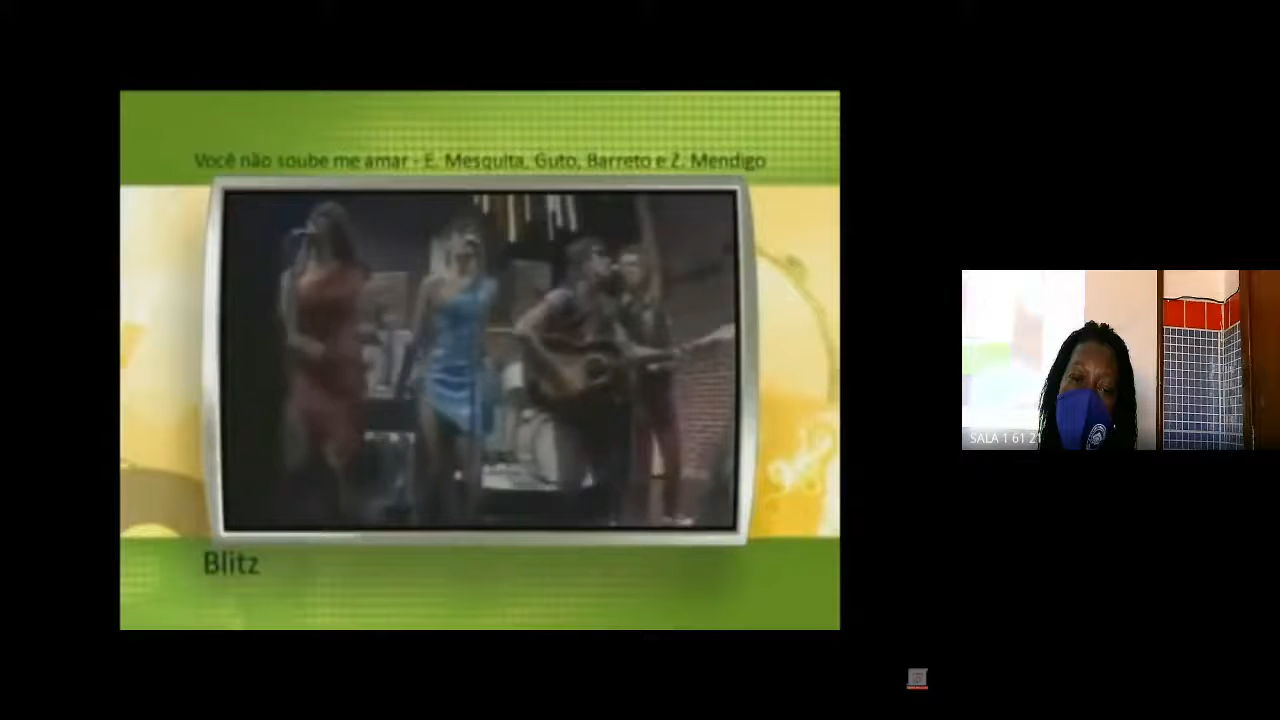 Você não soube me amar - E. Mesquita, Guto, Barreto e Z. Mendigo
Blitz
SALA 1 61 21